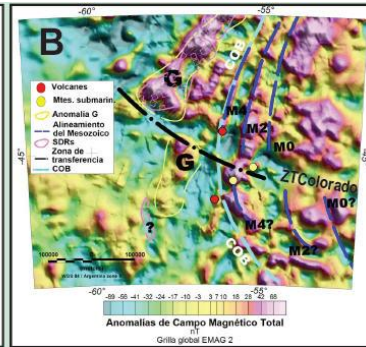 -60°
-55°
B
Volcanes
Mtes. submarin.
Anomalía G
Alineamiento
del Mesozoico
SDRs
Zona de
transferencia
COB
G
COB
M4
M2
M0
-45°
G
ZTColorado
M4?
M0?
M2?
?
COB
100000
100000
-60°
-55°
-89 -56 -41 -32 -24 -17 -10 -3 3 7 10 18 28 42 66
Anomalías de Campo Magnético Total
nT
Grilla global EMAG 2